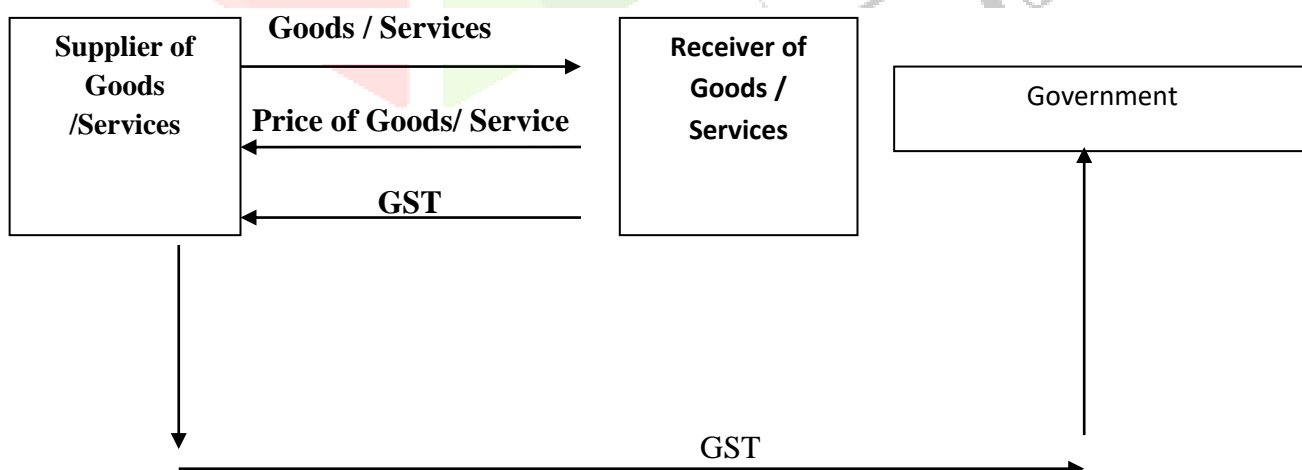 Supplier of
Goods
/Services
Goods / Services
Price of Goods/ Service
GST
Receiver of
Goods /
Services
Government
GST